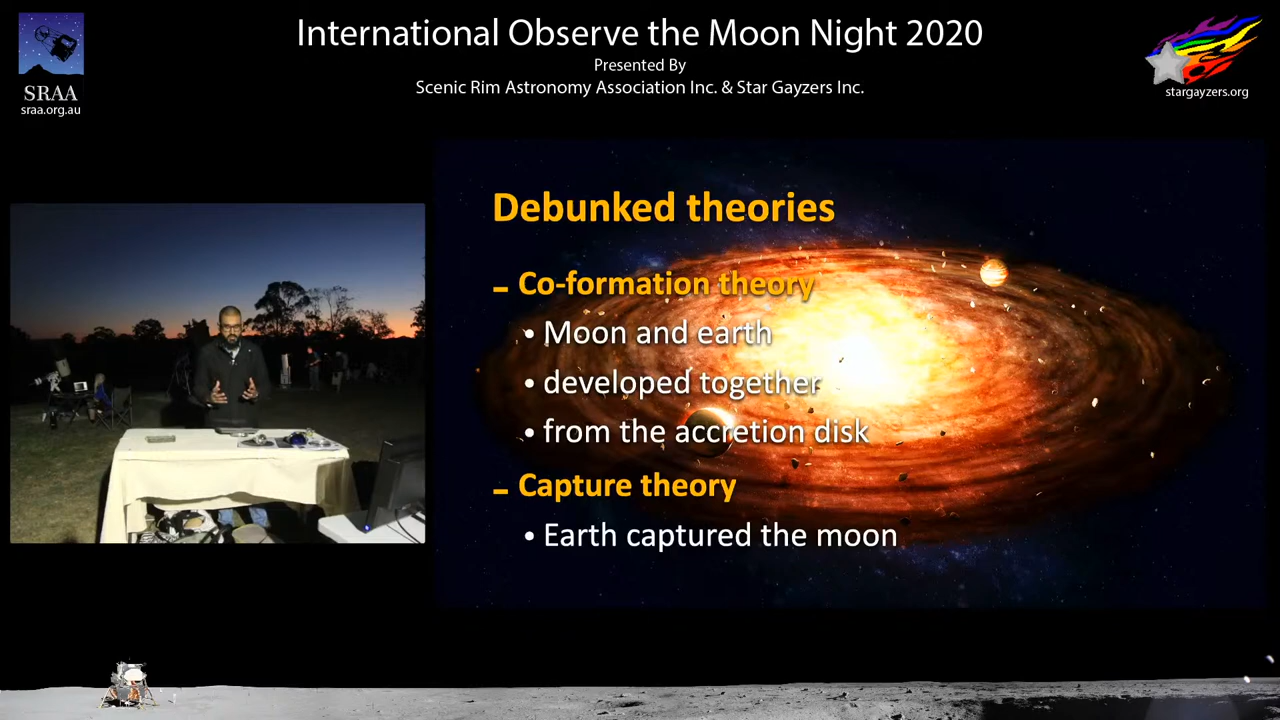 International Observe the Moon Night 2020
Presented By
Scenic Rim Astronomy Association Inc. & Star Gayzers Inc.
SRAA
sraa.org.au
stargayzers.org
Debunked theories
– Co-formation theory
• Moon and earth
• developed together
• from the accretion disk
– Capture theory
• Earth captured the moon